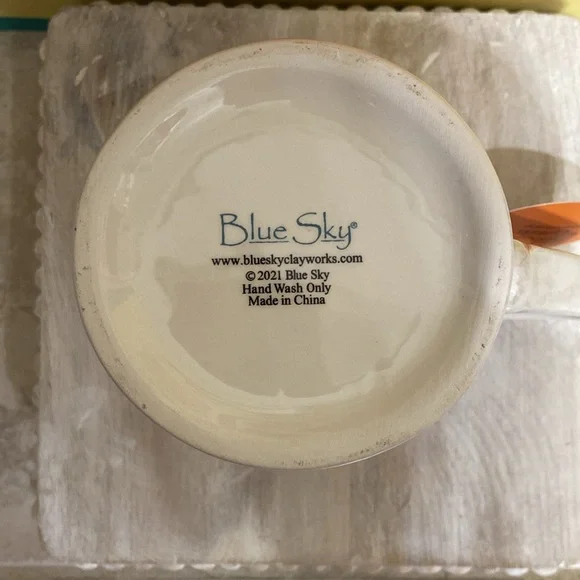 Blue Sky®
www.blueskyclayworks.com
© 2021 Blue Sky
Hand Wash Only
Made in China